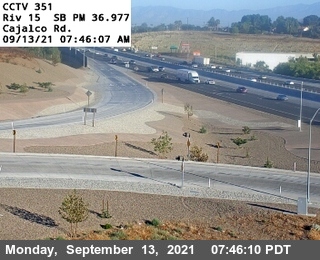 CCTV 351
Riv 15 SB PM 36.977
Cajalco Rd.
09/13/21 07:46:07 AM
Monday, September 13, 2021 07:46:10 PDT